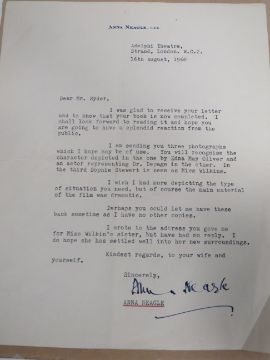 ANNA NEAGLE
Adelphi Theatre,
Strand, London. W.C.2.
16th August, 1968
Dear Mr. Ryder,
I was glad to receive your letter
and to know that your book is now completed. I
shall look forward to reading it and hope you
are going to have a splendid reaction from the
public.
I am sending you three photographs
which I hope may be of use. You will recognise the
character depicted in the one by Edna May Oliver and
an actor representing Dr. Depage in the other. In
the third Sophie Stewart is seen as Miss Wilkins.
I wish I had more depicting the type
of situation you need, but of course the main material
of the film was dramatic.
Perhaps you could let me have these
back sometime as I have no other copies.
I wrote to the address you gave me
for Miss Wilkin's sister, but have had no reply. I
do hope she has settled well into her new surroundings.
Kindest regards, to your wife and
yourself.
Sincerely,
Anna Neagle
ANNA NEAGLE